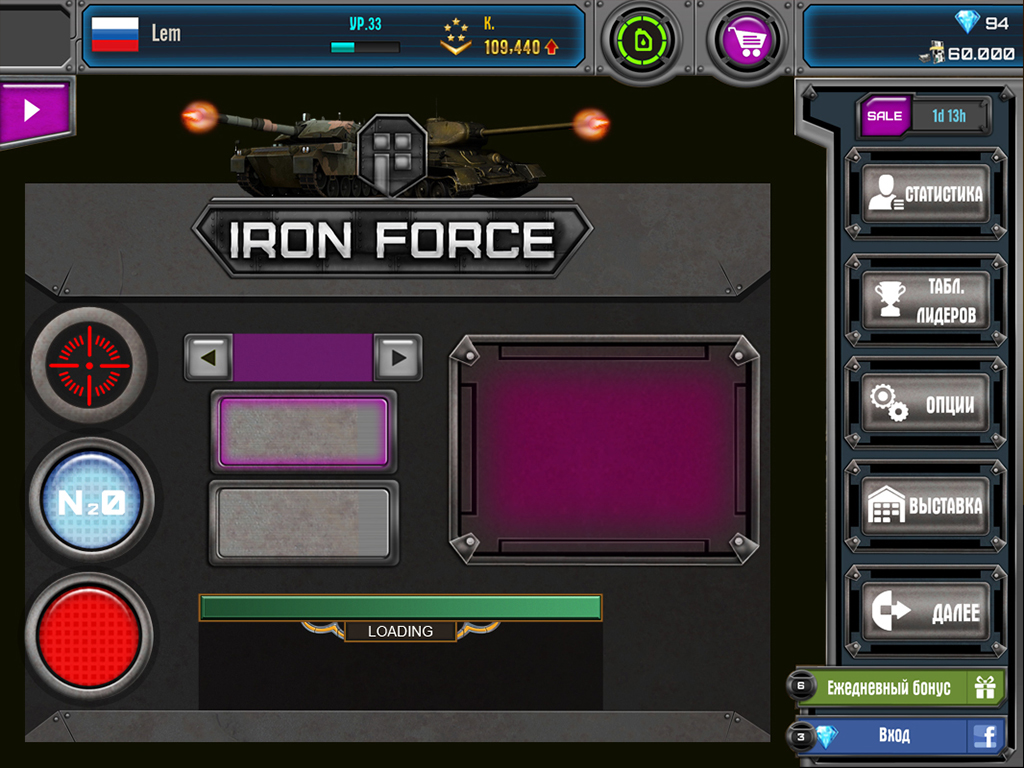 Lem
УР.33
К.
109,440
94
60.000
SALE
1d 13h
IRON FORCE
СТАТИСТИКА
ТАБЛ.
ЛИДЕРОВ
ОПЦИИ
N₂O
ВЫСТАВКА
LOADING
ДАЛЕЕ
6
Ежедневный бонус
3
Вход
f